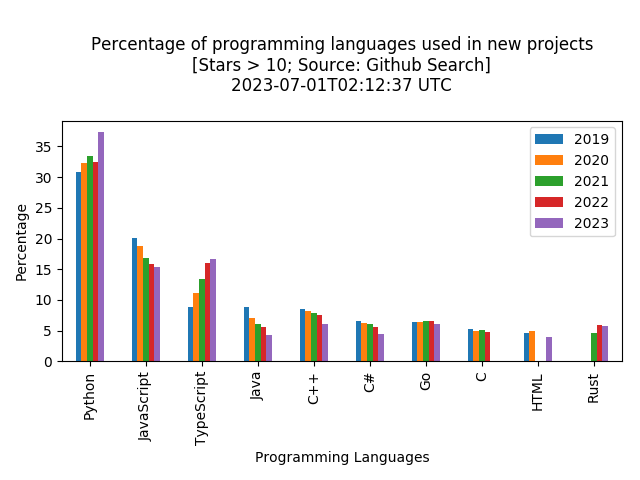 Percentage of programming languages used in new projects
[Stars > 10; Source: Github Search]
2023-07-01T02:12:37 UTC
2019
2020
2021
2022
2023
Percentage
35
30
25
20
15
10
5
0
Python
JavaScript
TypeScript
Java
C++
C#
Go
C
HTML
Rust
Programming Languages